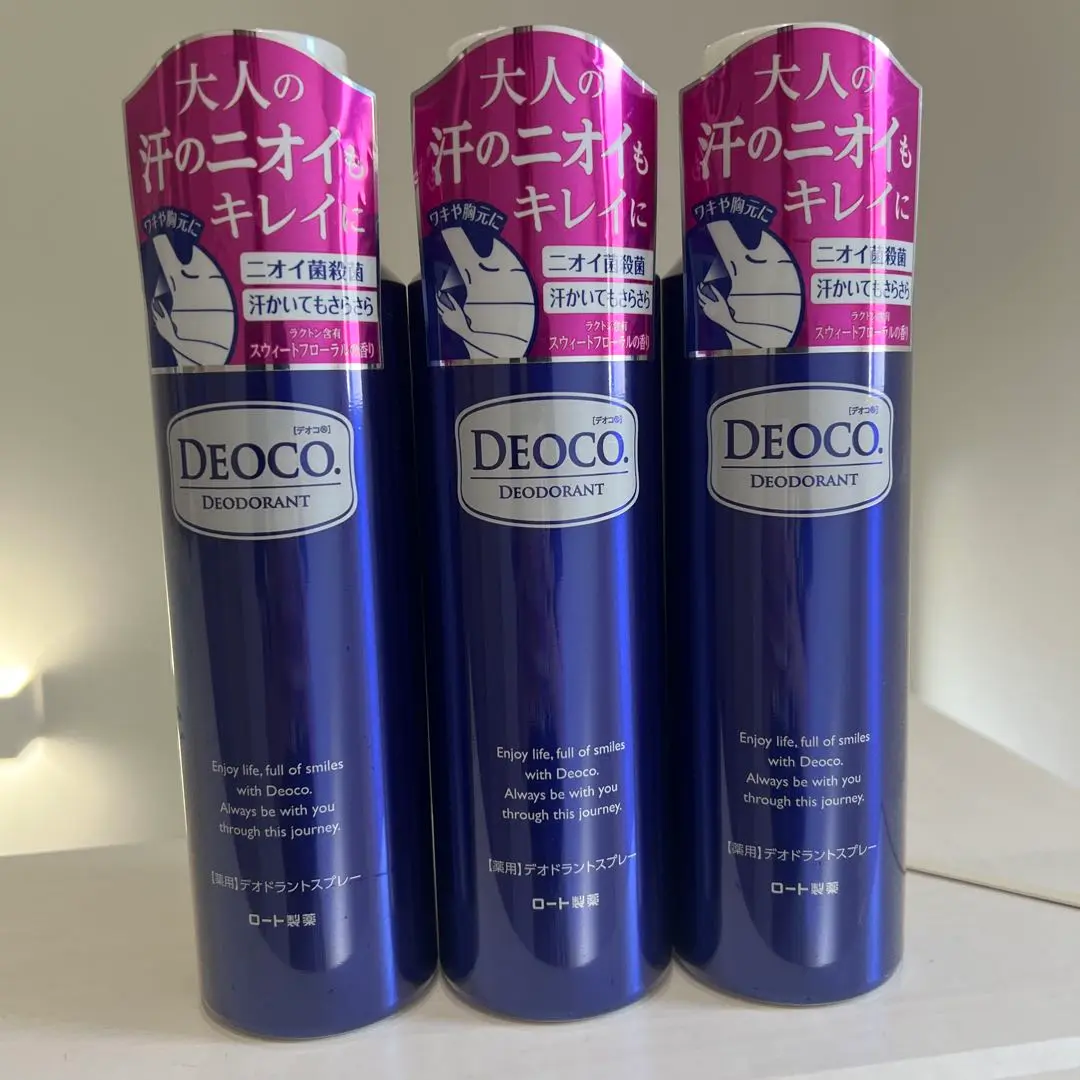 大人の
汗のニオイも
キレイに
ワキや胸元に
ニオイ菌殺菌
汗かいてもさらさら
ラクトン含有
スウィートフローラルの香り
[デオコ®]
DEOCO.
DEODORANT
Enjoy life, full of smiles
with Deoco.
Always be with you
through this journey.
【薬用】デオドラントスプレー
ロート製薬
大人の
汗のニオイも
キレイに
ワキや胸元に
ニオイ菌殺菌
汗かいてもさらさら
ラクトン含有
スウィートフローラルの香り
[デオコ®]
DEOCO.
DEODORANT
Enjoy life, full of smiles
with Deoco.
Always be with you
through this journey.
【薬用】デオドラントスプレー
ロート製薬
大人の
汗のニオイも
キレイに
ワキや胸元に
ニオイ菌殺菌
汗かいてもさらさら
ラクトン含有
スウィートフローラルの香り
[デオコ®]
DEOCO.
DEODORANT
Enjoy life, full of smiles
with Deoco.
Always be with you
through this journey.
【薬用】デオドラントスプレー
ロート製薬